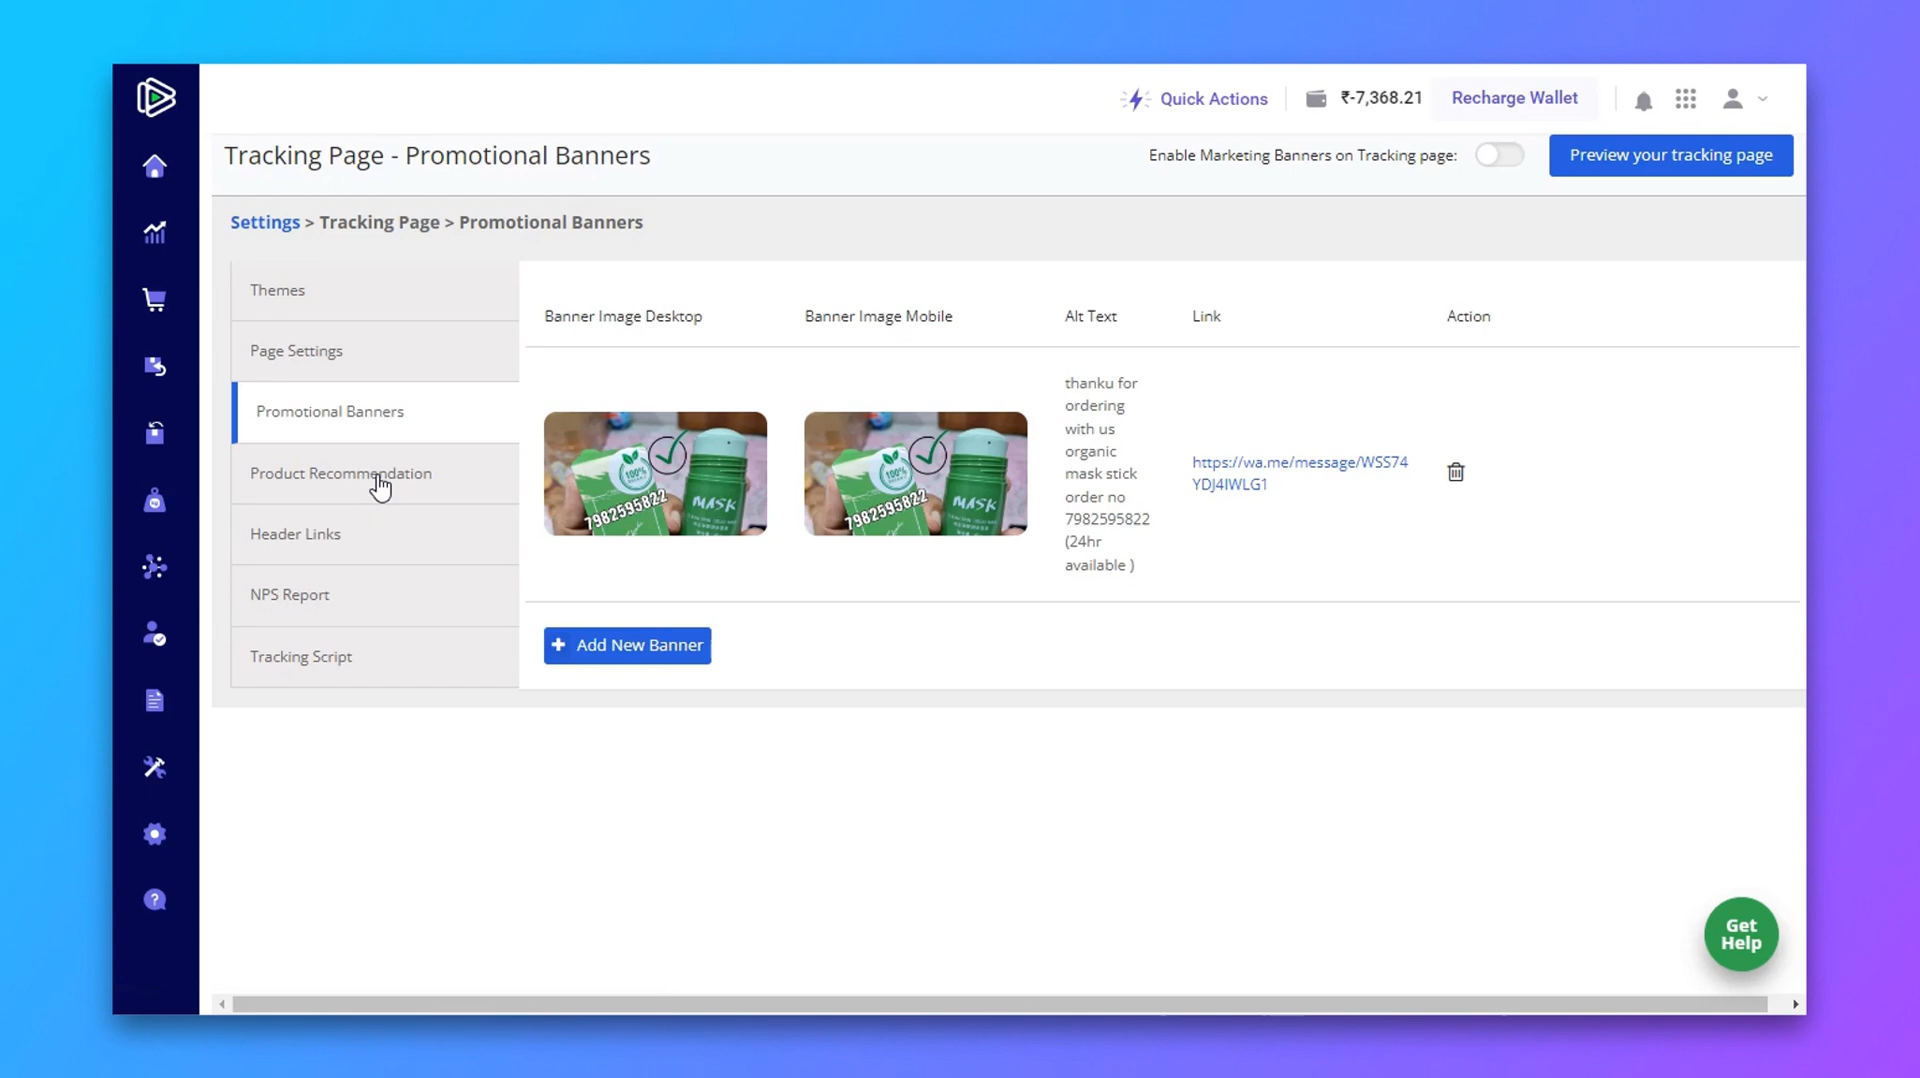 Quick Actions
₹-7,368.21
Recharge Wallet
Tracking Page - Promotional Banners
Enable Marketing Banners on Tracking page:
Preview your tracking page
Settings > Tracking Page > Promotional Banners
Themes
Page Settings
Promotional Banners
Product Recommendation
Header Links
NPS Report
Tracking Script
Banner Image Desktop
Banner Image Mobile
Alt Text
Link
Action
100%
7982595822
MASK
100%
7982595822
MASK
thanku for
ordering
with us
organic
mask stick
order no
7982595822
(24hr
available )
https://wa.me/message/WSS74
YDJ4IWLG1
+ Add New Banner
?
Get
Help